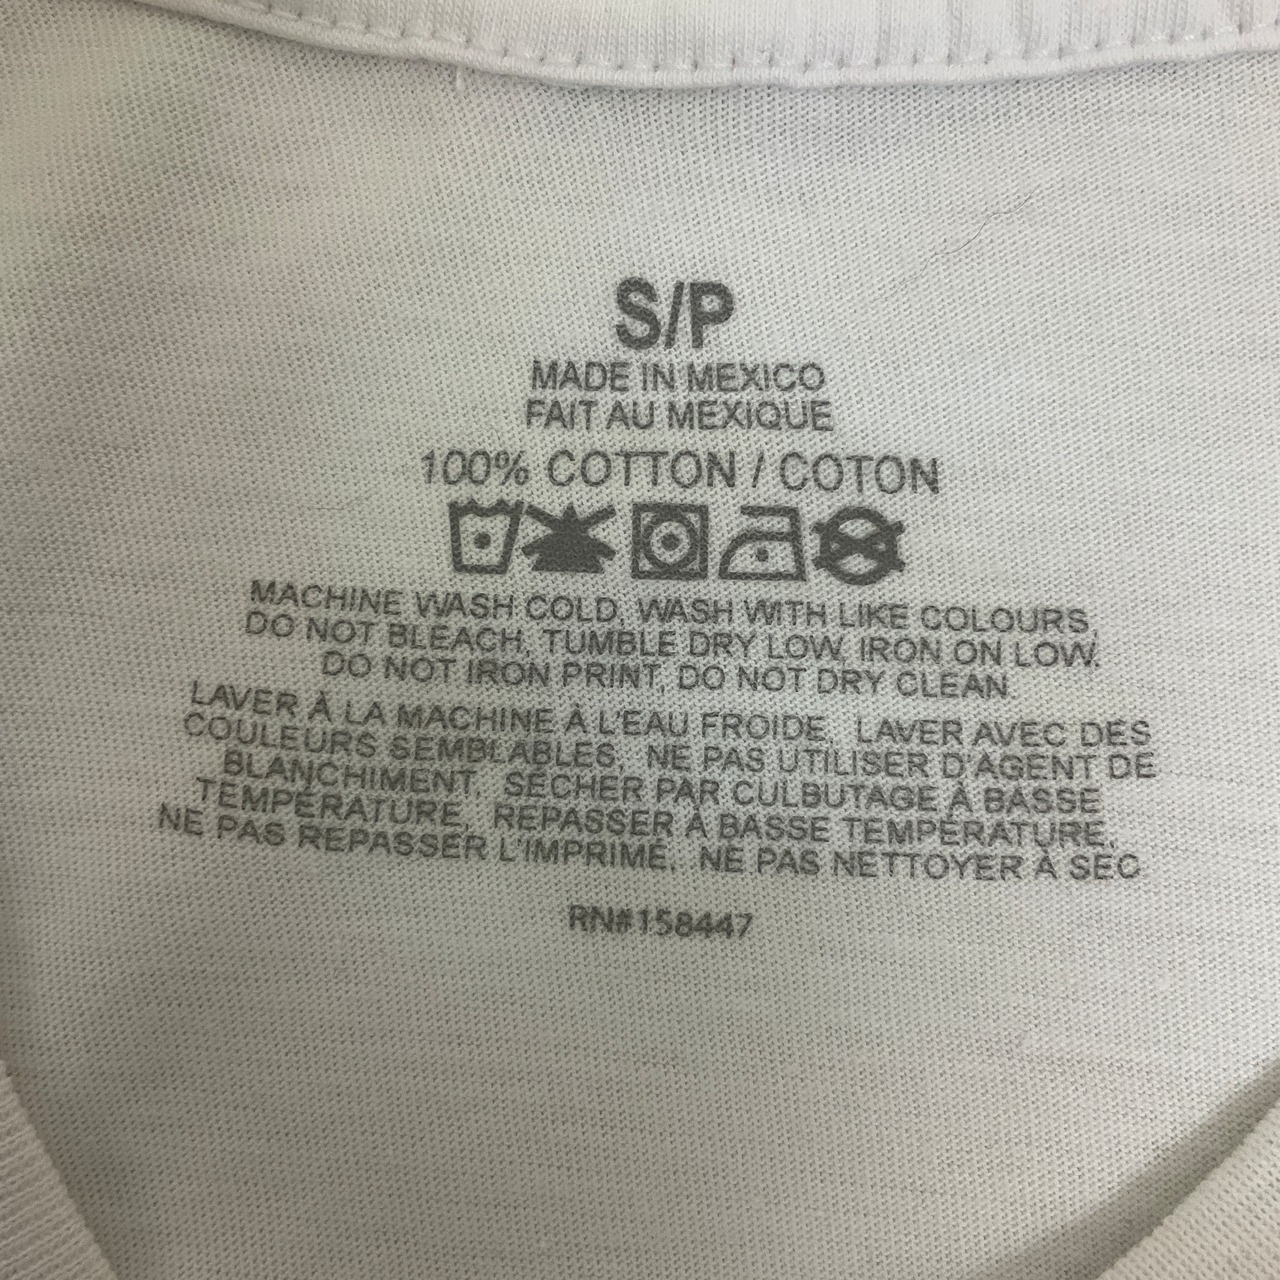 S/P
MADE IN MEXICO
FAIT AU MEXIQUE
100% COTTON / COTON
MACHINE WASH COLD, WASH WITH LIKE COLOURS,
DO NOT BLEACH, TUMBLE DRY LOW, IRON ON LOW.
DO NOT IRON PRINT, DO NOT DRY CLEAN.
LAVER À LA MACHINE À L'EAU FROIDE, LAVER AVEC DES
COULEURS SEMBLABLES, NE PAS UTILISER D'AGENT DE
BLANCHIMENT, SÉCHER PAR CULBUTAGE À BASSE
TEMPÉRATURE, REPASSER À BASSE TEMPÉRATURE,
NE PAS REPASSER L'IMPRIMÉ, NE PAS NETTOYER À SEC
RN#158447